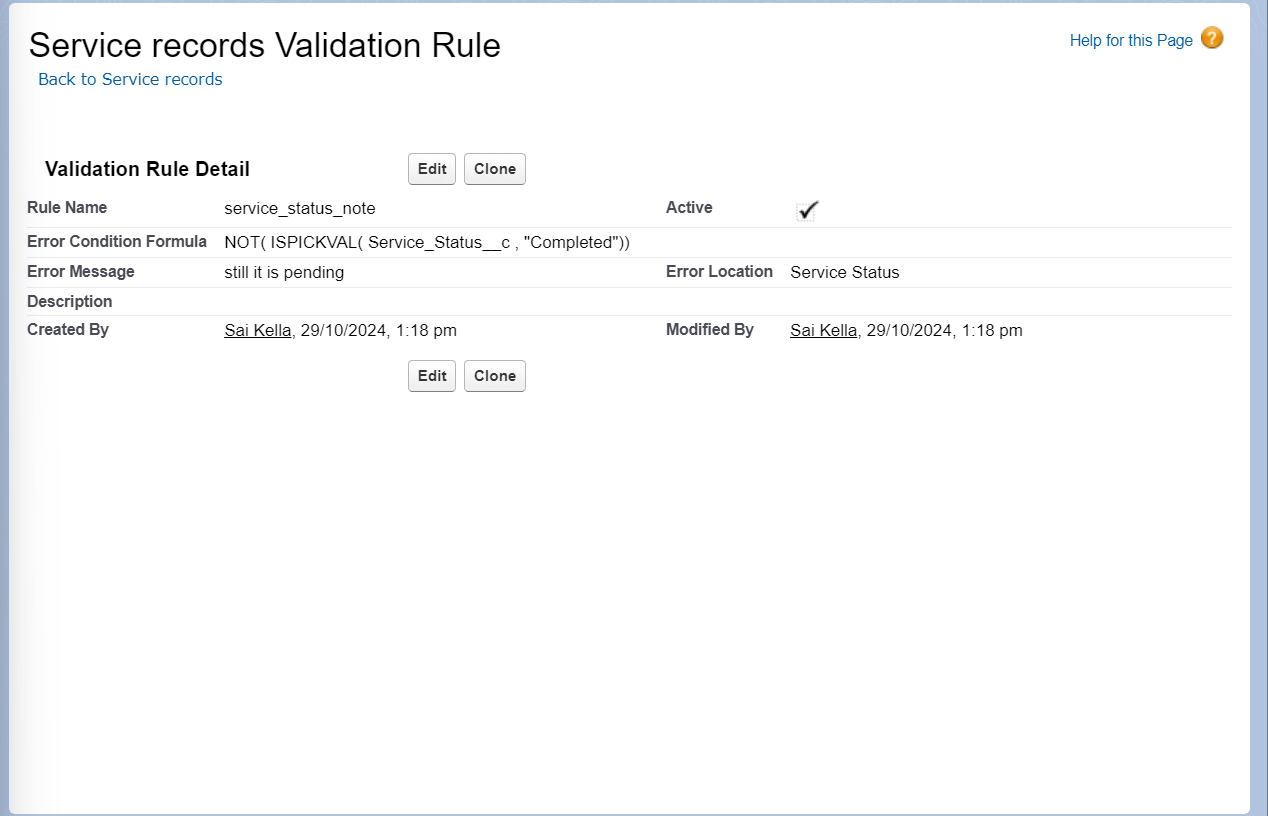 Service records Validation Rule
Help for this Page ?
Back to Service records
Validation Rule Detail Edit Clone
Rule Name service_status_note Active
Error Condition Formula NOT( ISPICKVAL( Service_Status__c , "Completed"))
Error Message still it is pending Error Location Service Status
Description
Created By Sai Kella, 29/10/2024, 1:18 pm Modified By Sai Kella, 29/10/2024, 1:18 pm
Edit Clone